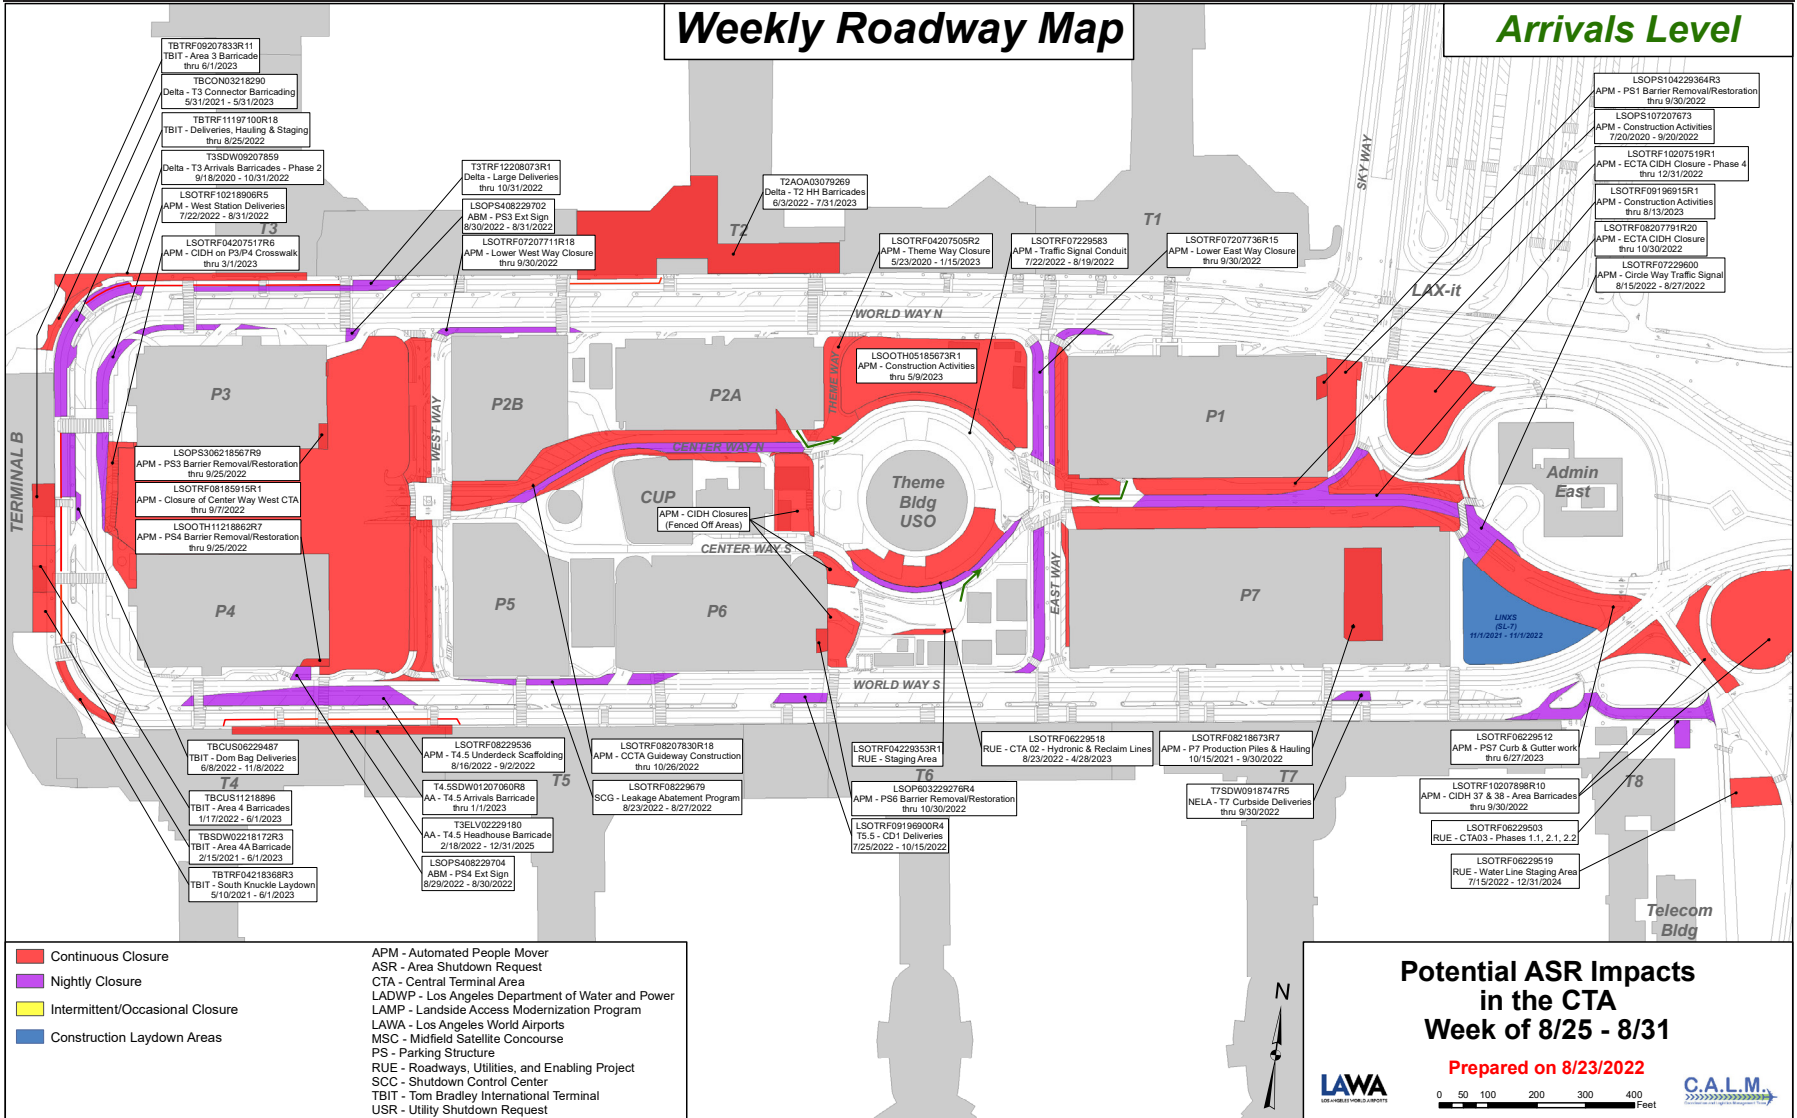 Weekly Roadway Map
Arrivals Level
TBTRF09207833R11
TBIT - Area 3 Barricade
thru 6/1/2023
TBCON03218290
Delta - T3 Connector Barricading
5/31/2021 - 5/31/2023
TBTRF11197100R18
TBIT - Deliveries, Hauling & Staging
thru 8/25/2022
T3SDW09207859
Delta - T3 Arrivals Barricades - Phase 2
9/18/2020 - 10/31/2022
LSOTRF10218906R5
APM - West Station Deliveries
7/22/2022 - 8/31/2022
LSOTRF04207517R6
APM - CIDH on P3/P4 Crosswalk
thru 3/1/2023
T3TRF12208073R1
Delta - Large Deliveries
thru 10/31/2022
LSOPS408229702
ABM - PS3 Ext Sign
8/30/2022 - 8/31/2022
LSOTRF07207711R18
APM - Lower West Way Closure
thru 9/30/2022
T2AOA03079269
Delta - T2 HH Barricades
6/3/2022 - 7/31/2023
LSOTRF04207505R2
APM - Theme Way Closure
5/23/2020 - 1/15/2023
LSOTRF07229583
APM - Traffic Signal Conduit
7/22/2022 - 8/19/2022
LSOTRF07207736R15
APM - Lower East Way Closure
thru 9/30/2022
LSOPS104229364R3
APM - PS1 Barrier Removal/Restoration
thru 9/30/2022
LSOPS107207673
APM - Construction Activities
7/20/2020 - 9/20/2022
LSOTRF10207519R1
APM - ECTA CIDH Closure - Phase 4
thru 12/31/2022
LSOTRF09196915R1
APM - Construction Activities
thru 8/13/2023
LSOTRF08207791R20
APM - ECTA CIDH Closure
thru 10/30/2022
LSOTRF07229600
APM - Circle Way Traffic Signal
8/15/2022 - 8/27/2022
T3
T2
T1
SKY WAY
LAX-it
WORLD WAY N
LSOOTH05185673R1
APM - Construction Activities
thru 5/9/2023
THEME WAY
P3
P2B
P2A
P1
WEST WAY
CENTER WAY N
TERMINAL B
LSOPS306218567R9
APM - PS3 Barrier Removal/Restoration
thru 9/25/2022
LSOTRF08185915R1
APM - Closure of Center Way West CTA
thru 9/7/2022
LSOOTH11218862R7
APM - PS4 Barrier Removal/Restoration
thru 9/25/2022
CUP
APM - CIDH Closures
(Fenced Off Areas)
CENTER WAY S
Theme
Bldg
USO
Admin
East
EAST WAY
P4
P5
P6
P7
LINXS
(SL-7)
11/1/2021 - 11/1/2022
WORLD WAY S
TBCUS06229487
TBIT - Dom Bag Deliveries
6/8/2022 - 11/8/2022
T4
TBCUS11218896
TBIT - Area 4 Barricades
1/17/2022 - 6/1/2023
TBSDW02218172R3
TBIT - Area 4A Barricade
2/15/2021 - 6/1/2023
TBTRF04218368R3
TBIT - South Knuckle Laydown
5/10/2021 - 6/1/2023
LSOTRF08229536
APM - T4.5 Underdeck Scaffolding
8/16/2022 - 9/2/2022
T4.5SDW01207060R8
AA - T4.5 Arrivals Barricade
thru 1/1/2023
T3ELV02229180
AA - T4.5 Headhouse Barricade
2/18/2022 - 12/31/2025
LSOPS408229704
ABM - PS4 Ext Sign
8/29/2022 - 8/30/2022
T5
LSOTRF08207830R18
APM - CCTA Guideway Construction
thru 10/26/2022
LSOTRF08229679
SCG - Leakage Abatement Program
8/23/2022 - 8/27/2022
LSOTRF04229353R1
RUE - Staging Area
T6
LSOP603229276R4
APM - PS6 Barrier Removal/Restoration
thru 10/30/2022
LSOTRF09196900R4
T5.5 - CD1 Deliveries
7/25/2022 - 10/15/2022
LSOTRF06229518
RUE - CTA 02 - Hydronic & Reclaim Lines
8/23/2022 - 4/28/2023
LSOTRF08218673R7
APM - P7 Production Piles & Hauling
10/15/2021 - 9/30/2022
T7
T7SDW0918747R5
NELA - T7 Curbside Deliveries
thru 9/30/2022
LSOTRF06229512
APM - PS7 Curb & Gutter work
thru 6/27/2023
T8
LSOTRF10207898R10
APM - CIDH 37 & 38 - Area Barricades
thru 9/30/2022
LSOTRF06229503
RUE - CTA03 - Phases 1.1, 2.1, 2.2
LSOTRF06229519
RUE - Water Line Staging Area
7/15/2022 - 12/31/2024
Telecom
Bldg
Continuous Closure
Nightly Closure
Intermittent/Occasional Closure
Construction Laydown Areas
APM - Automated People Mover
ASR - Area Shutdown Request
CTA - Central Terminal Area
LADWP - Los Angeles Department of Water and Power
LAMP - Landside Access Modernization Program
LAWA - Los Angeles World Airports
MSC - Midfield Satellite Concourse
PS - Parking Structure
RUE - Roadways, Utilities, and Enabling Project
SCC - Shutdown Control Center
TBIT - Tom Bradley International Terminal
USR - Utility Shutdown Request
N
Potential ASR Impacts
in the CTA
Week of 8/25 - 8/31
Prepared on 8/23/2022
LAWA
LOS ANGELES WORLD AIRPORTS
0 50 100 200 300 400
Feet
C.A.L.M.